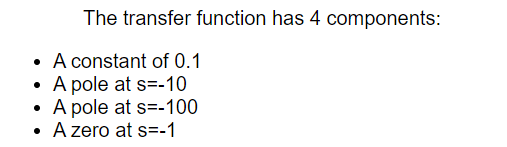 The transfer function has 4 components:
• A constant of 0.1
• A pole at s=-10
• A pole at s=-100
• A zero at s=-1